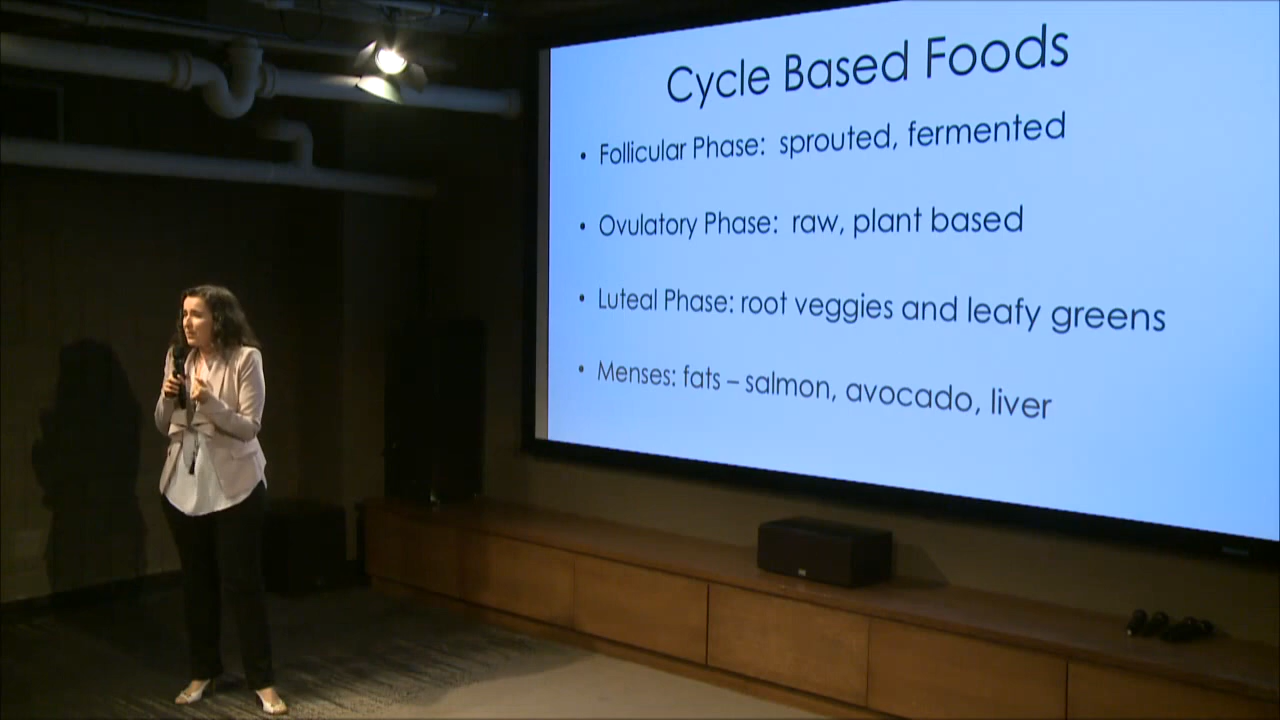 Cycle Based Foods
• Follicular Phase: sprouted, fermented
• Ovulatory Phase: raw, plant based
• Luteal Phase: root veggies and leafy greens
• Menses: fats – salmon, avocado, liver